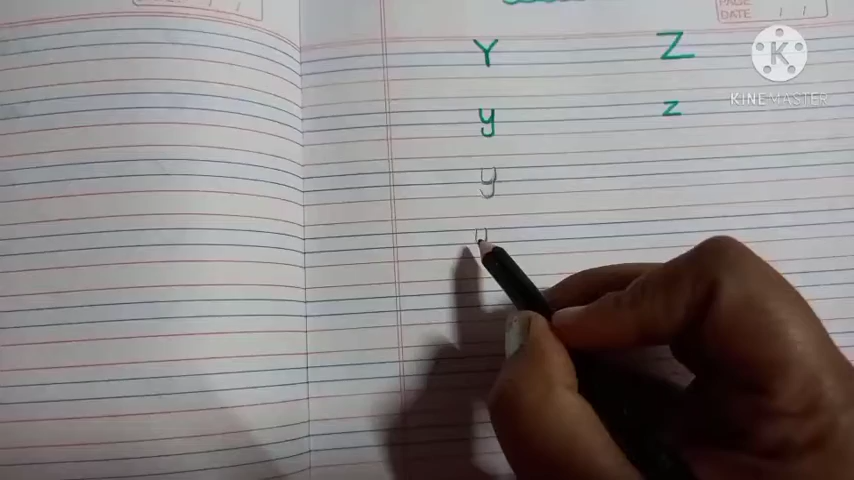 PAGE
DATE / /
Y Z
K
KINEMASTER
y z
y
y